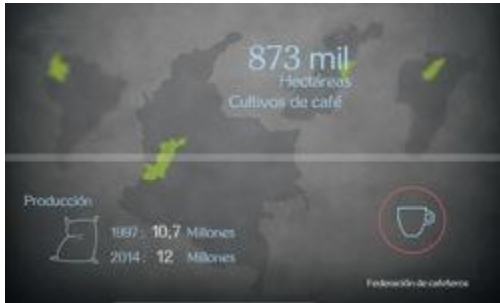 873 mil
Hectáreas
Cultivos de café
Producción
1997: 10,7 Millones
2014: 12 Millones
Federación de cafeteros